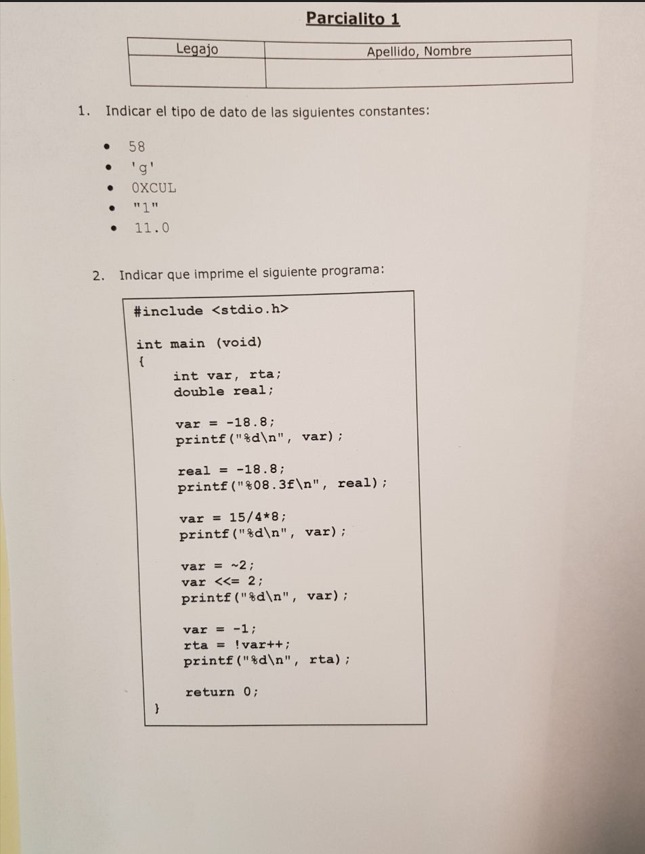 Parcialito 1
Legajo Apellido, Nombre
1. Indicar el tipo de dato de las siguientes constantes:
• 58
• 'g'
• 0XCUL
• "1"
• 11.0
2. Indicar que imprime el siguiente programa:
#include <stdio.h>
int main (void)
{
int var, rta;
double real;
var = -18.8;
printf("%d\n", var);
real = -18.8;
printf("%08.3f\n", real);
var = 15/4*8;
printf("%d\n", var);
var = ~2;
var <<= 2;
printf("%d\n", var);
var = -1;
rta = !var++;
printf("%d\n", rta);
return 0;
}